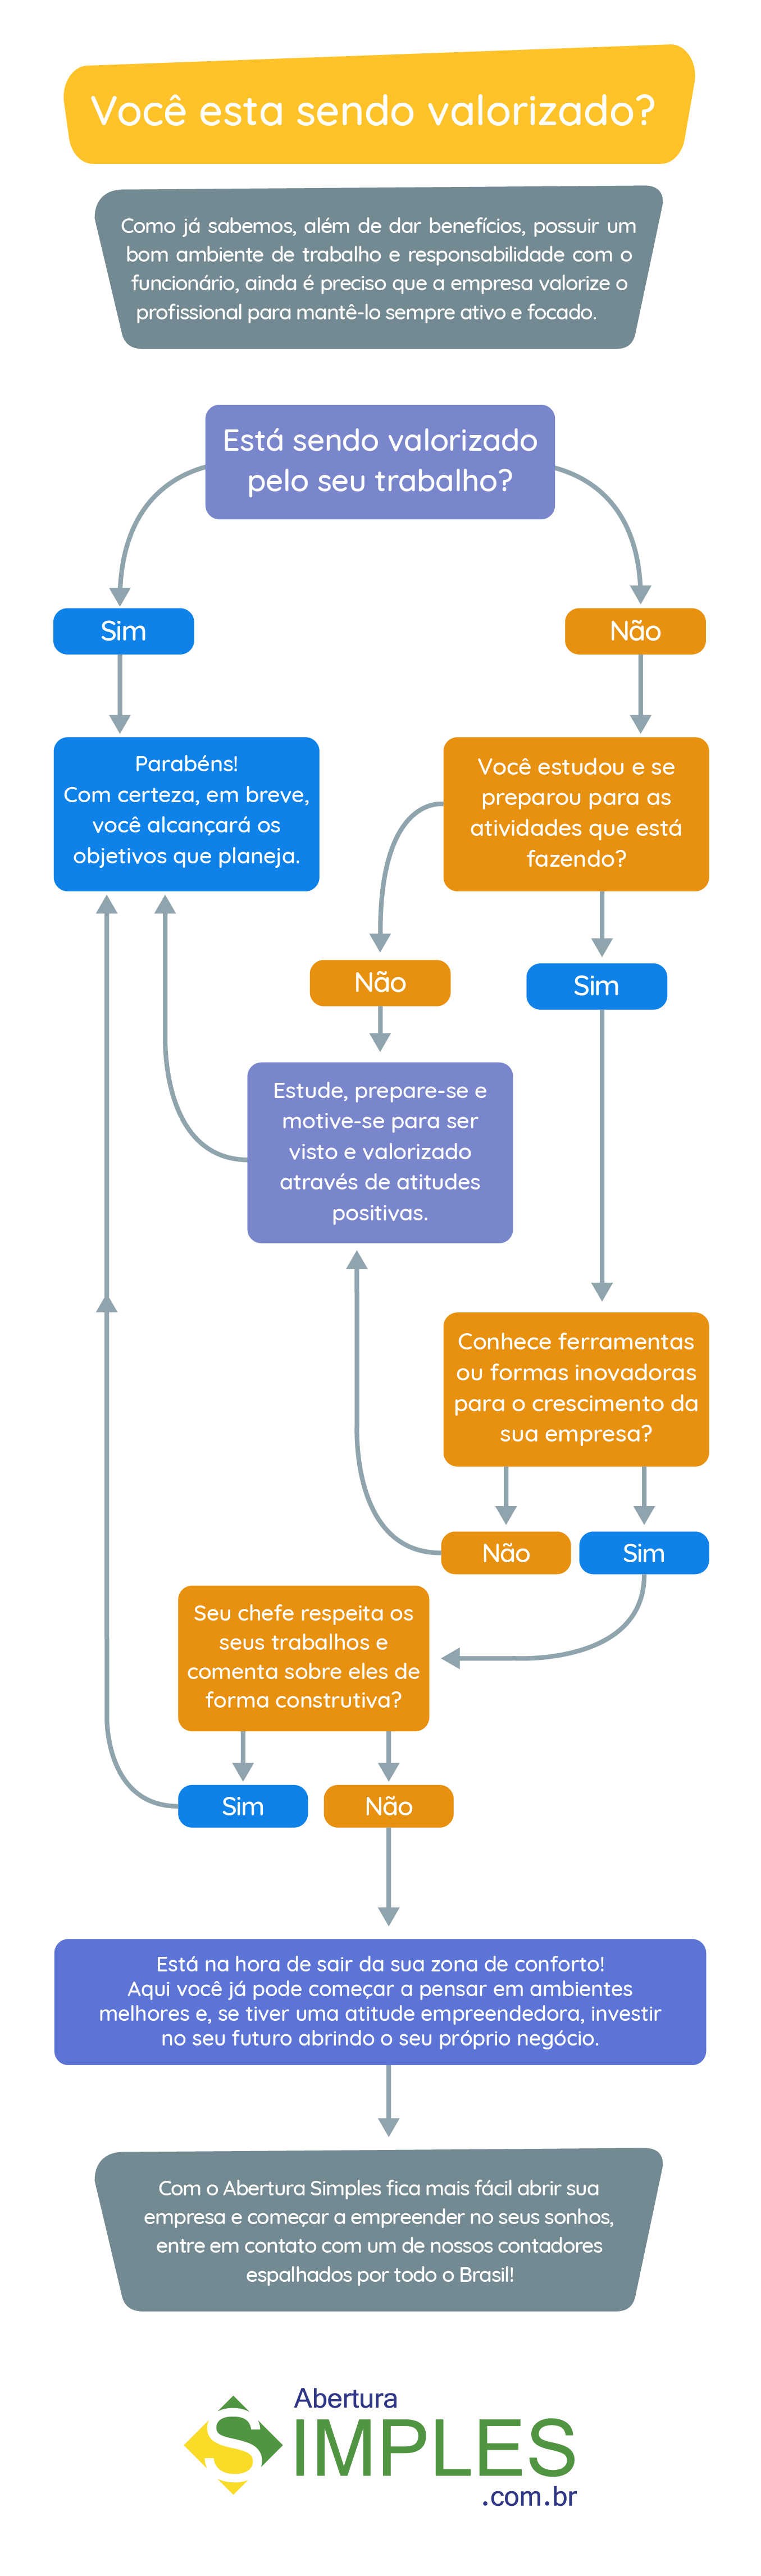 Você esta sendo valorizado?
Como já sabemos, além de dar benefícios, possuir um
bom ambiente de trabalho e responsabilidade com o
funcionário, ainda é preciso que a empresa valorize o
profissional para mantê-lo sempre ativo e focado.
Está sendo valorizado
pelo seu trabalho?
Sim
Não
Parabéns!
Com certeza, em breve,
você alcançará os
objetivos que planeja.
Você estudou e se
preparou para as
atividades que está
fazendo?
Não
Sim
Estude, prepare-se e
motive-se para ser
visto e valorizado
através de atitudes
positivas.
Conhece ferramentas
ou formas inovadoras
para o crescimento da
sua empresa?
Não
Sim
Seu chefe respeita os
seus trabalhos e
comenta sobre eles de
forma construtiva?
Sim
Não
Está na hora de sair da sua zona de conforto!
Aqui você já pode começar a pensar em ambientes
melhores e, se tiver uma atitude empreendedora, investir
no seu futuro abrindo o seu próprio negócio.
Com o Abertura Simples fica mais fácil abrir sua
empresa e começar a empreender no seus sonhos,
entre em contato com um de nossos contadores
espalhados por todo o Brasil!
Abertura
SIMPLES
.com.br